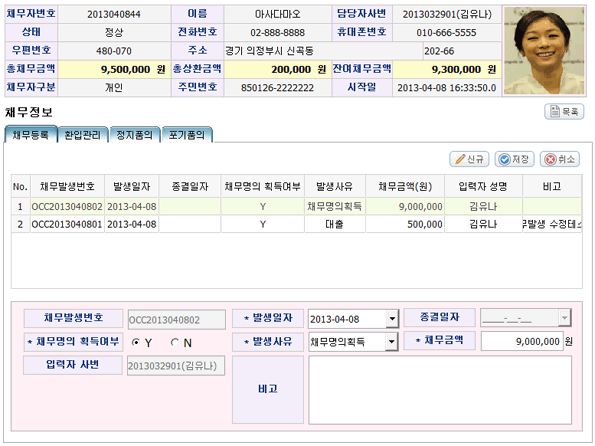 채무자번호 2013040844 이름 아사다마오 담당자사번 2013032901(김유나)
상태 정상 전화번호 02-888-8888 휴대폰번호 010-666-5555
우편번호 480-070 주소 경기 의정부시 신곡동 202-66
총채무금액 9,500,000 원 총상환금액 200,000 원 잔여채무금액 9,300,000 원
채무자구분 개인 주민번호 850126-2222222 시작일 2013-04-08 16:33:50.0
채무정보 목록
채무등록 환입관리 정지품의 포기품의
신규 저장 취소
No. 채무발생번호 발생일자 종결일자 채무명의 획득여부 발생사유 채무금액(원) 입력자 성명 비고
1 OCC2013040802 2013-04-08 Y 채무명의획득 9,000,000 김유나
2 OCC2013040801 2013-04-08 Y 대출 500,000 김유나 무발생 수정테스
채무발생번호 OCC2013040802 * 발생일자 2013-04-08 종결일자 ____-__-__
* 채무명의 획득여부 Y N * 발생사유 채무명의획득 * 채무금액 9,000,000 원
입력자 사번 2013032901(김유나) 비고